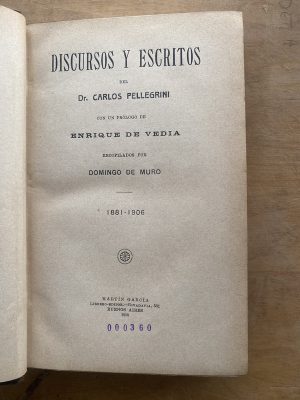 DISCURSOS Y ESCRITOS
DEL
Dr. CARLOS PELLEGRINI
CON UN PRÓLOGO DE
ENRIQUE DE VEDIA
RECOPILADOS POR
DOMINGO DE MURO
1881-1906
MARTÍN GARCÍA
BUENOS AIRES
000360